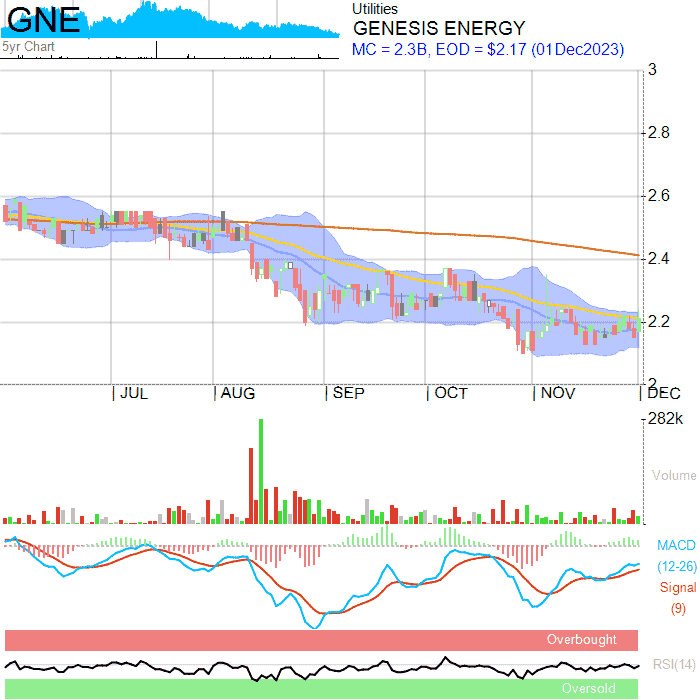 GNE
5yr Chart
Utilities
GENESIS ENERGY
MC = 2.3B, EOD = $2.17 (01Dec2023)
3
2.8
2.6
2.4
2.2
2
JUL AUG SEP OCT NOV DEC
282k
Volume
MACD
(12-26)
Signal
(9)
Overbought
RSI(14)
Oversold